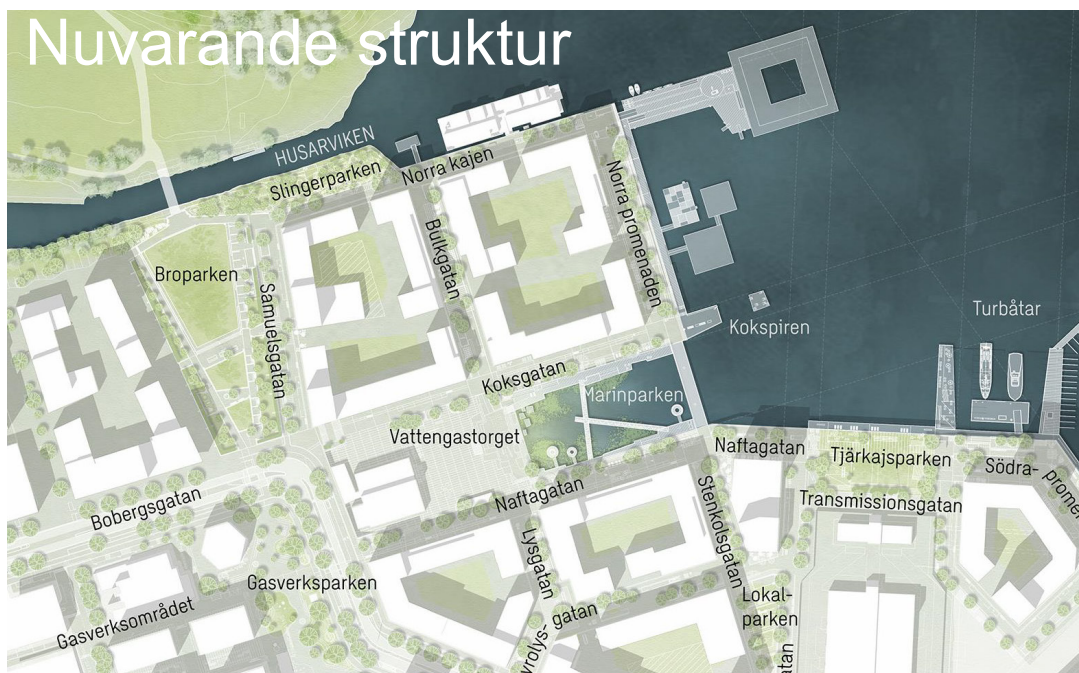 Nuvarande struktur
HUSARVIKEN
Slingerparken
Norra kajen
Norra promenaden
Bulkgatan
Broparken
Samuelsgatan
Kokspiren
Turbåtar
Koksgatan
Marinparken
Vattengastorget
Naftagatan
Tjärkajsparken
Södra-
Naftagatan
Transmissionsgatan
Stenkolsgatan
Bobergsgatan
Lysgatan
Gasverksparken
Lokal-
parken
gatan
Gasverksområdet